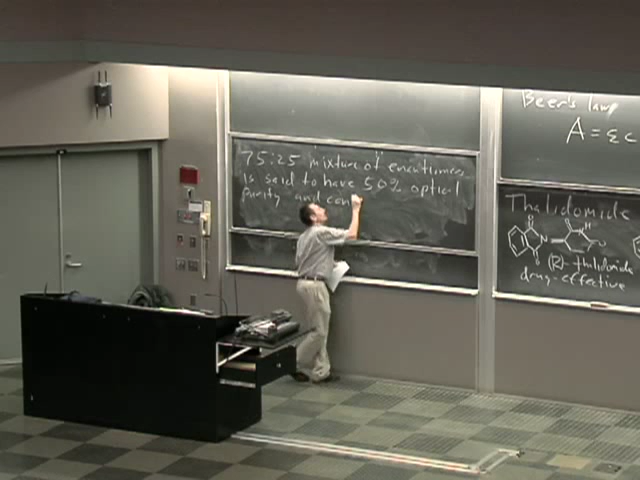 75:25 mixture of enantiomers
is said to have 50% optical
purity and can
Beer's law
A=εc
Thalidomide
(R)-thalidomide
drug-effective